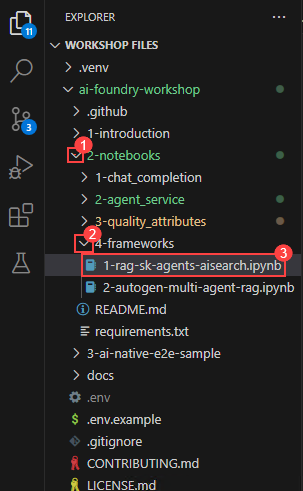 EXPLORER
11
WORKSHOP FILES
.venv
ai-foundry-workshop
.github
3
1-introduction
1
2-notebooks
1-chat_completion
2-agent_service
3-quality_attributes
2
4-frameworks
3
1-rag-sk-agents-aisearch.ipynb
2-autogen-multi-agent-rag.ipynb
README.md
requirements.txt
3-ai-native-e2e-sample
docs
.env
$ .env.example
.gitignore
CONTRIBUTING.md
LICENSE.md